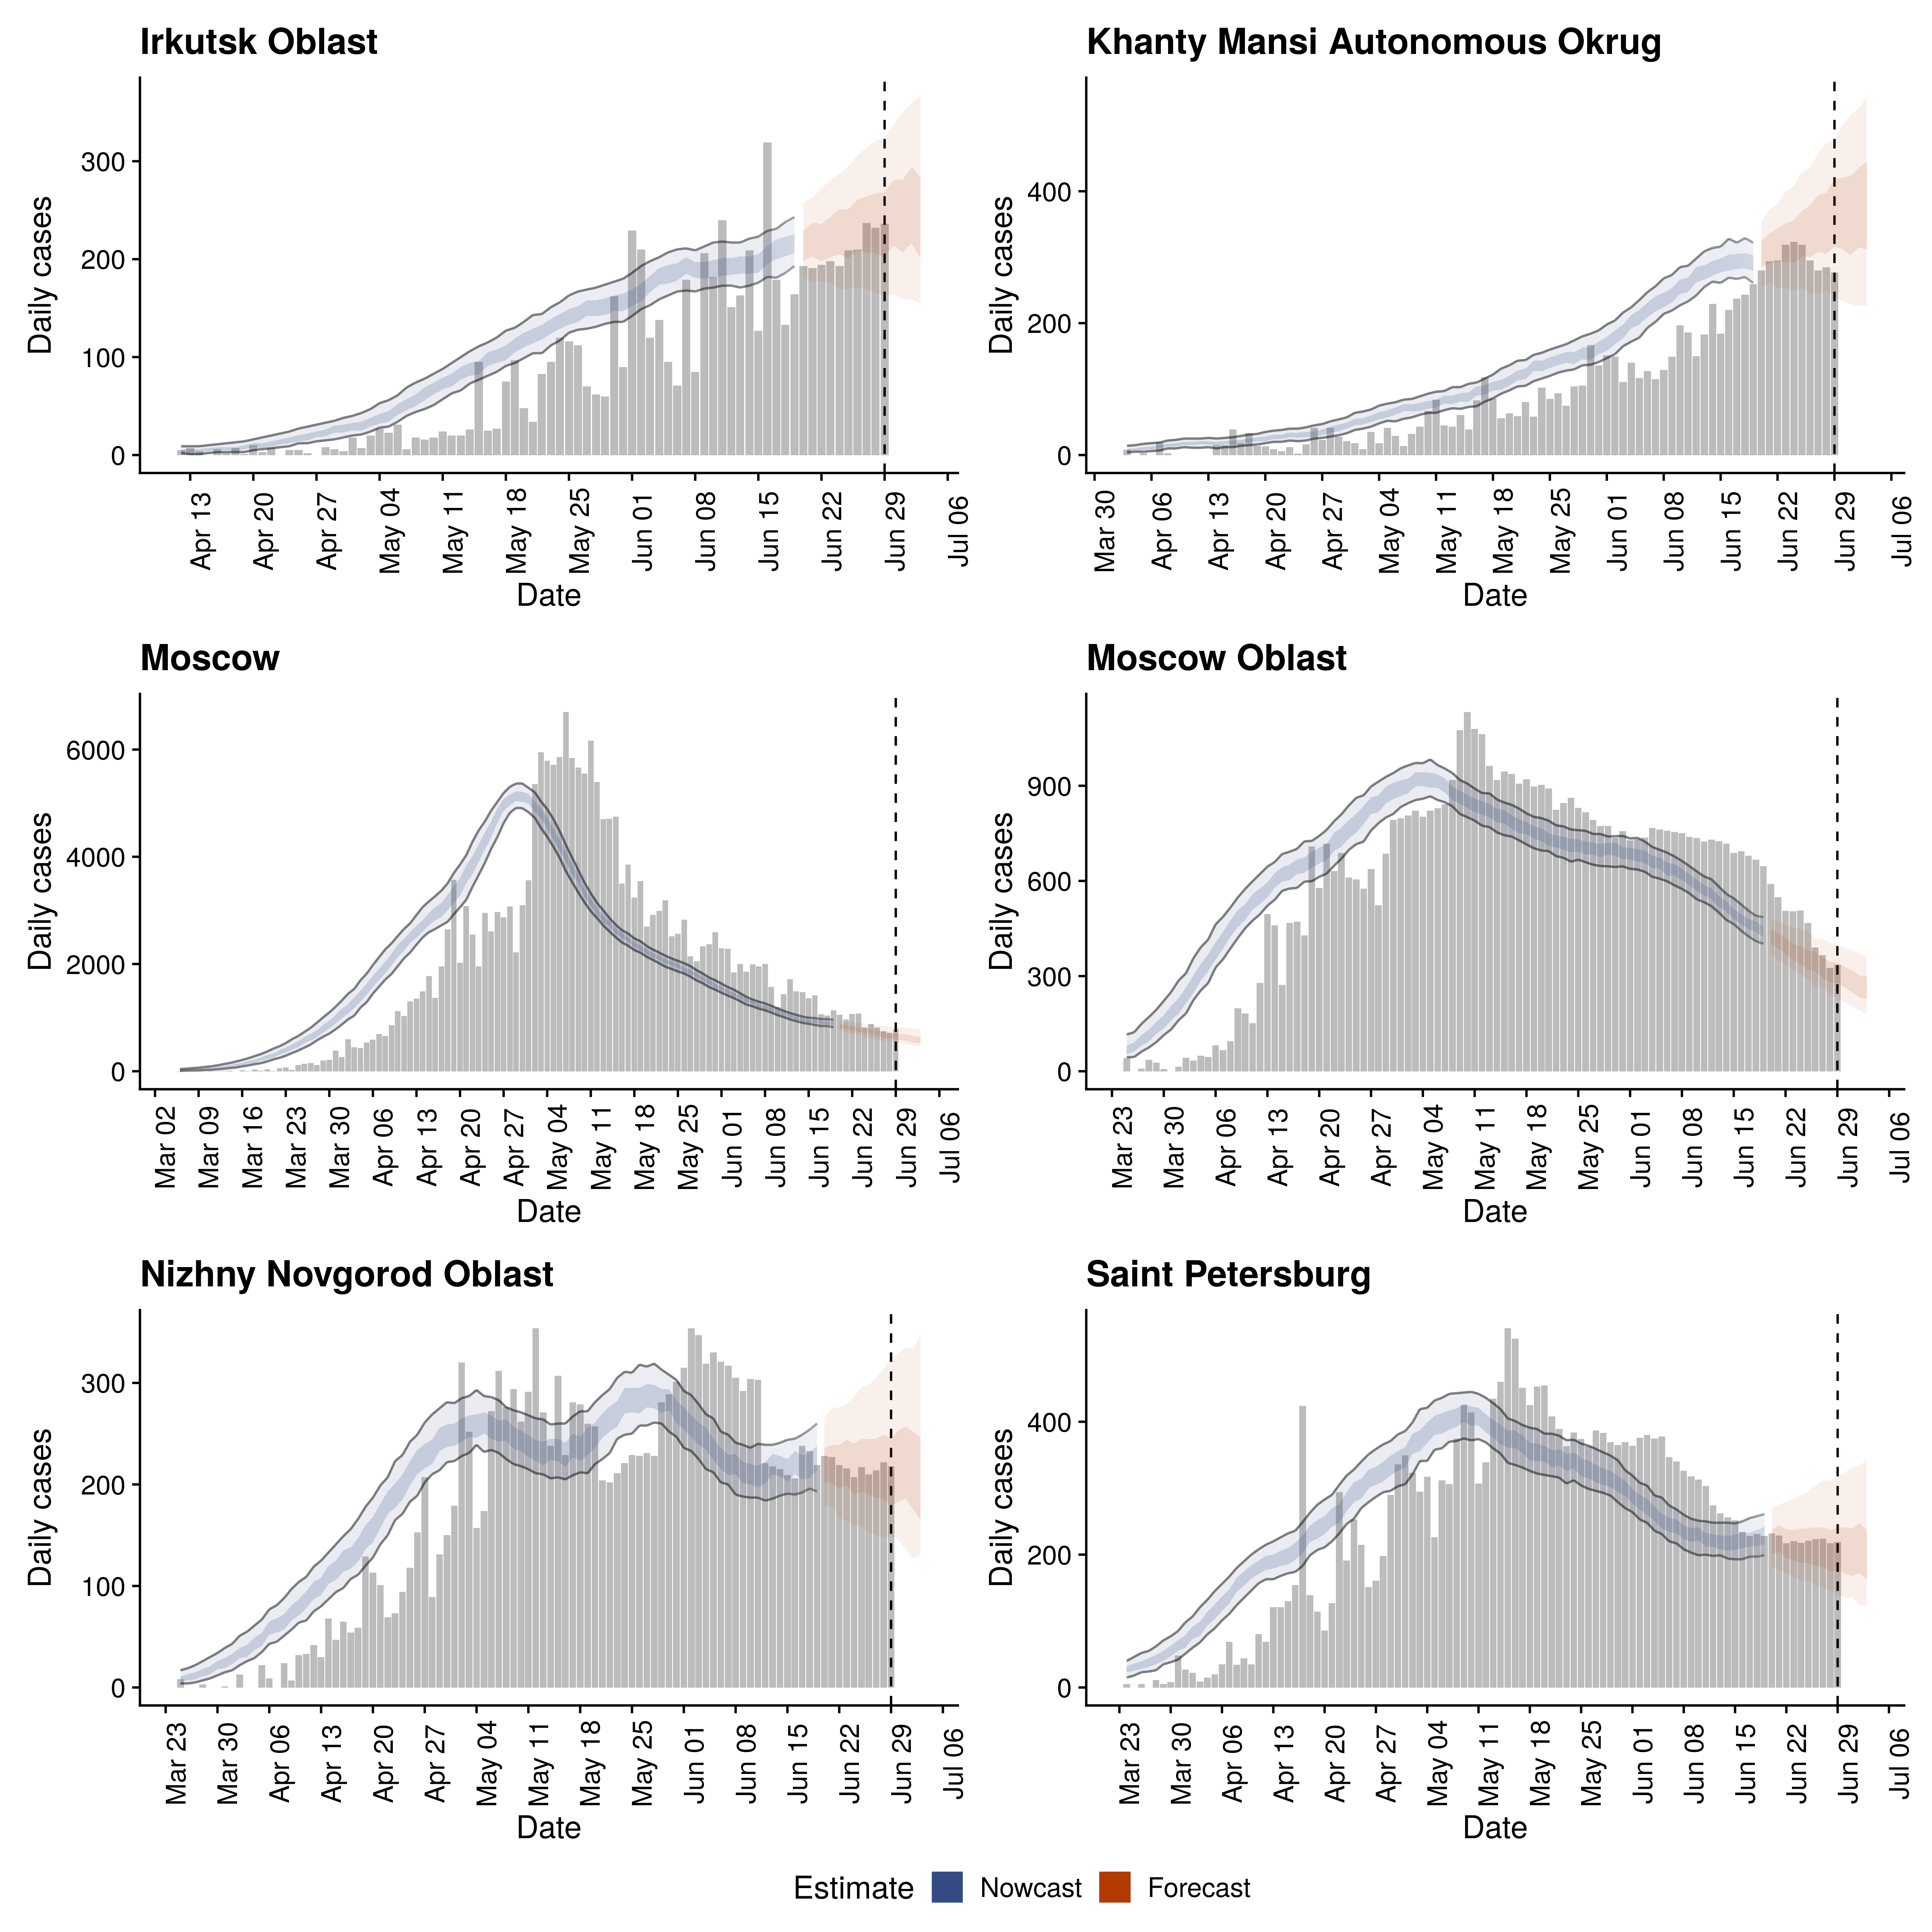 Irkutsk Oblast
Daily cases
300
200
100
0
Apr 13
Apr 20
Apr 27
May 04
May 11
May 18
May 25
Jun 01
Jun 08
Jun 15
Jun 22
Jun 29
Jul 06
Date
Khanty Mansi Autonomous Okrug
Daily cases
400
200
0
Mar 30
Apr 06
Apr 13
Apr 20
Apr 27
May 04
May 11
May 18
May 25
Jun 01
Jun 08
Jun 15
Jun 22
Jun 29
Jul 06
Date
Moscow
Daily cases
6000
4000
2000
0
Mar 02
Mar 09
Mar 16
Mar 23
Mar 30
Apr 06
Apr 13
Apr 20
Apr 27
May 04
May 11
May 18
May 25
Jun 01
Jun 08
Jun 15
Jun 22
Jun 29
Jul 06
Date
Moscow Oblast
Daily cases
900
600
300
0
Mar 23
Mar 30
Apr 06
Apr 13
Apr 20
Apr 27
May 04
May 11
May 18
May 25
Jun 01
Jun 08
Jun 15
Jun 22
Jun 29
Jul 06
Date
Nizhny Novgorod Oblast
Daily cases
300
200
100
0
Mar 23
Mar 30
Apr 06
Apr 13
Apr 20
Apr 27
May 04
May 11
May 18
May 25
Jun 01
Jun 08
Jun 15
Jun 22
Jun 29
Jul 06
Date
Saint Petersburg
Daily cases
400
200
0
Mar 23
Mar 30
Apr 06
Apr 13
Apr 20
Apr 27
May 04
May 11
May 18
May 25
Jun 01
Jun 08
Jun 15
Jun 22
Jun 29
Jul 06
Date
Estimate Nowcast Forecast